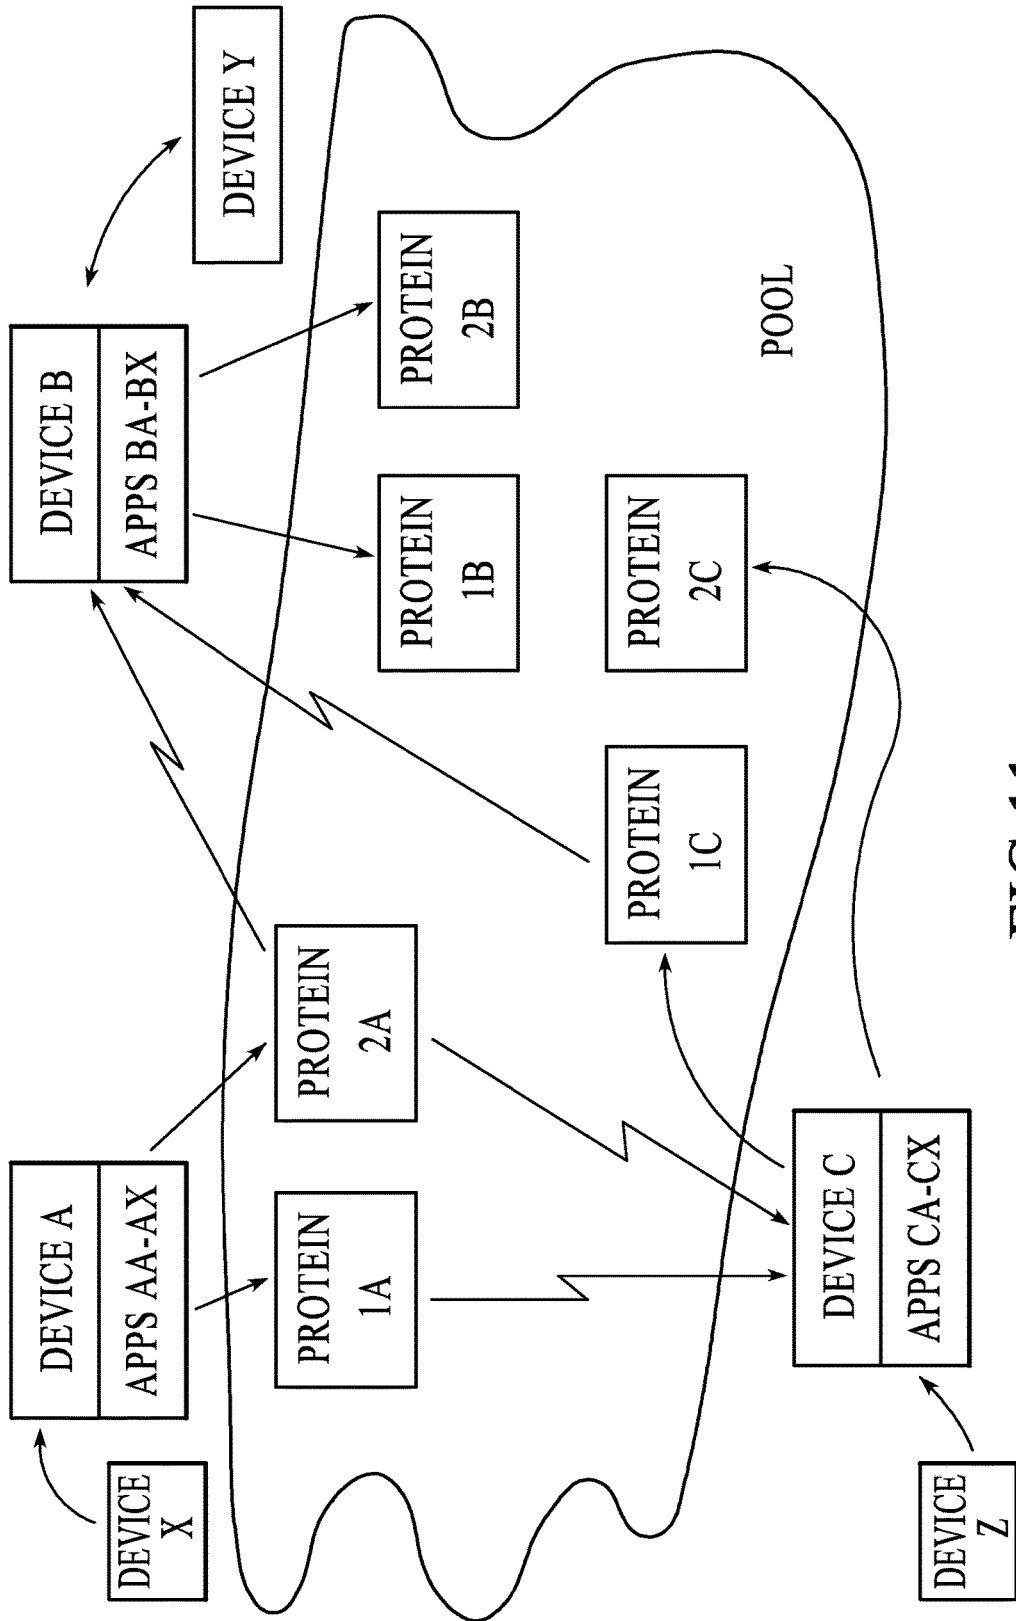 DEVICE A
APPS AA-AX
DEVICE B
APPS BA-BX
DEVICE
X
DEVICE Y
PROTEIN
1A
PROTEIN
2A
PROTEIN
1B
PROTEIN
2B
PROTEIN
1C
PROTEIN
2C
POOL
DEVICE C
APPS CA-CX
DEVICE
Z
FIG